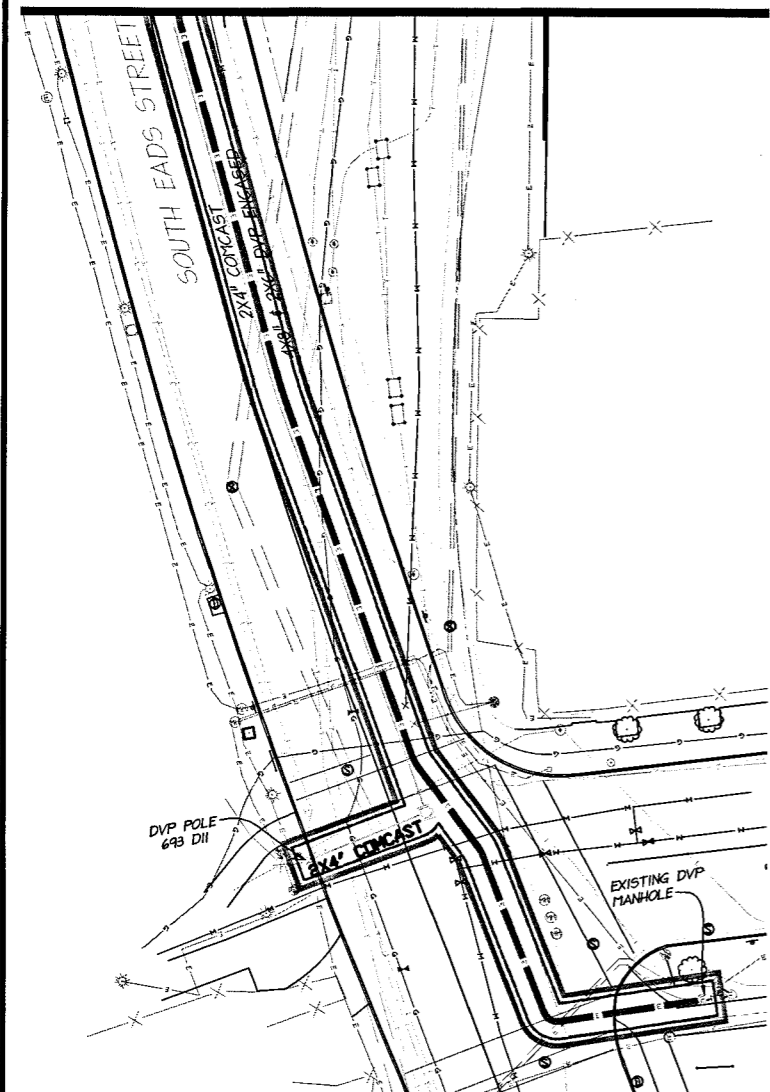 SOUTH EADS STREET
2X4" COMCAST
4X8" & 2X6" DVP ENCASED
DVP POLE
693 D11
2X4" COMCAST
EXISTING DVP
MANHOLE